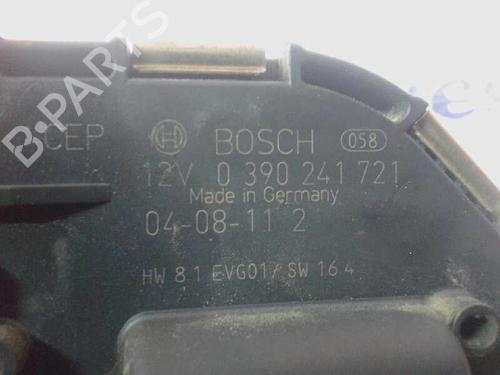 CEP BOSCH 058
12V 0 390 241 721
Made in Germany
04-08-11 2
HW 8.1 EVG01/ SW 16.4
B-PARTS